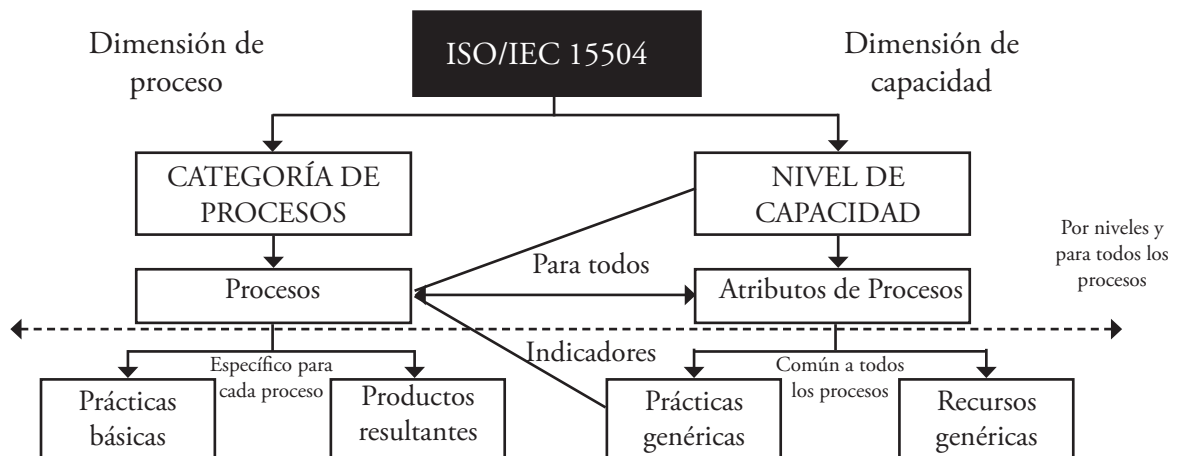 Dimensión de
proceso
ISO/IEC 15504
Dimensión de
capacidad
CATEGORÍA DE
PROCESOS
NIVEL DE
CAPACIDAD
Por niveles y
para todos los
procesos
Procesos
Para todos
Atributos de Procesos
Indicadores
Específico para
cada proceso
Común a todos
los procesos
Prácticas
básicas
Productos
resultantes
Prácticas
genéricas
Recursos
genéricas